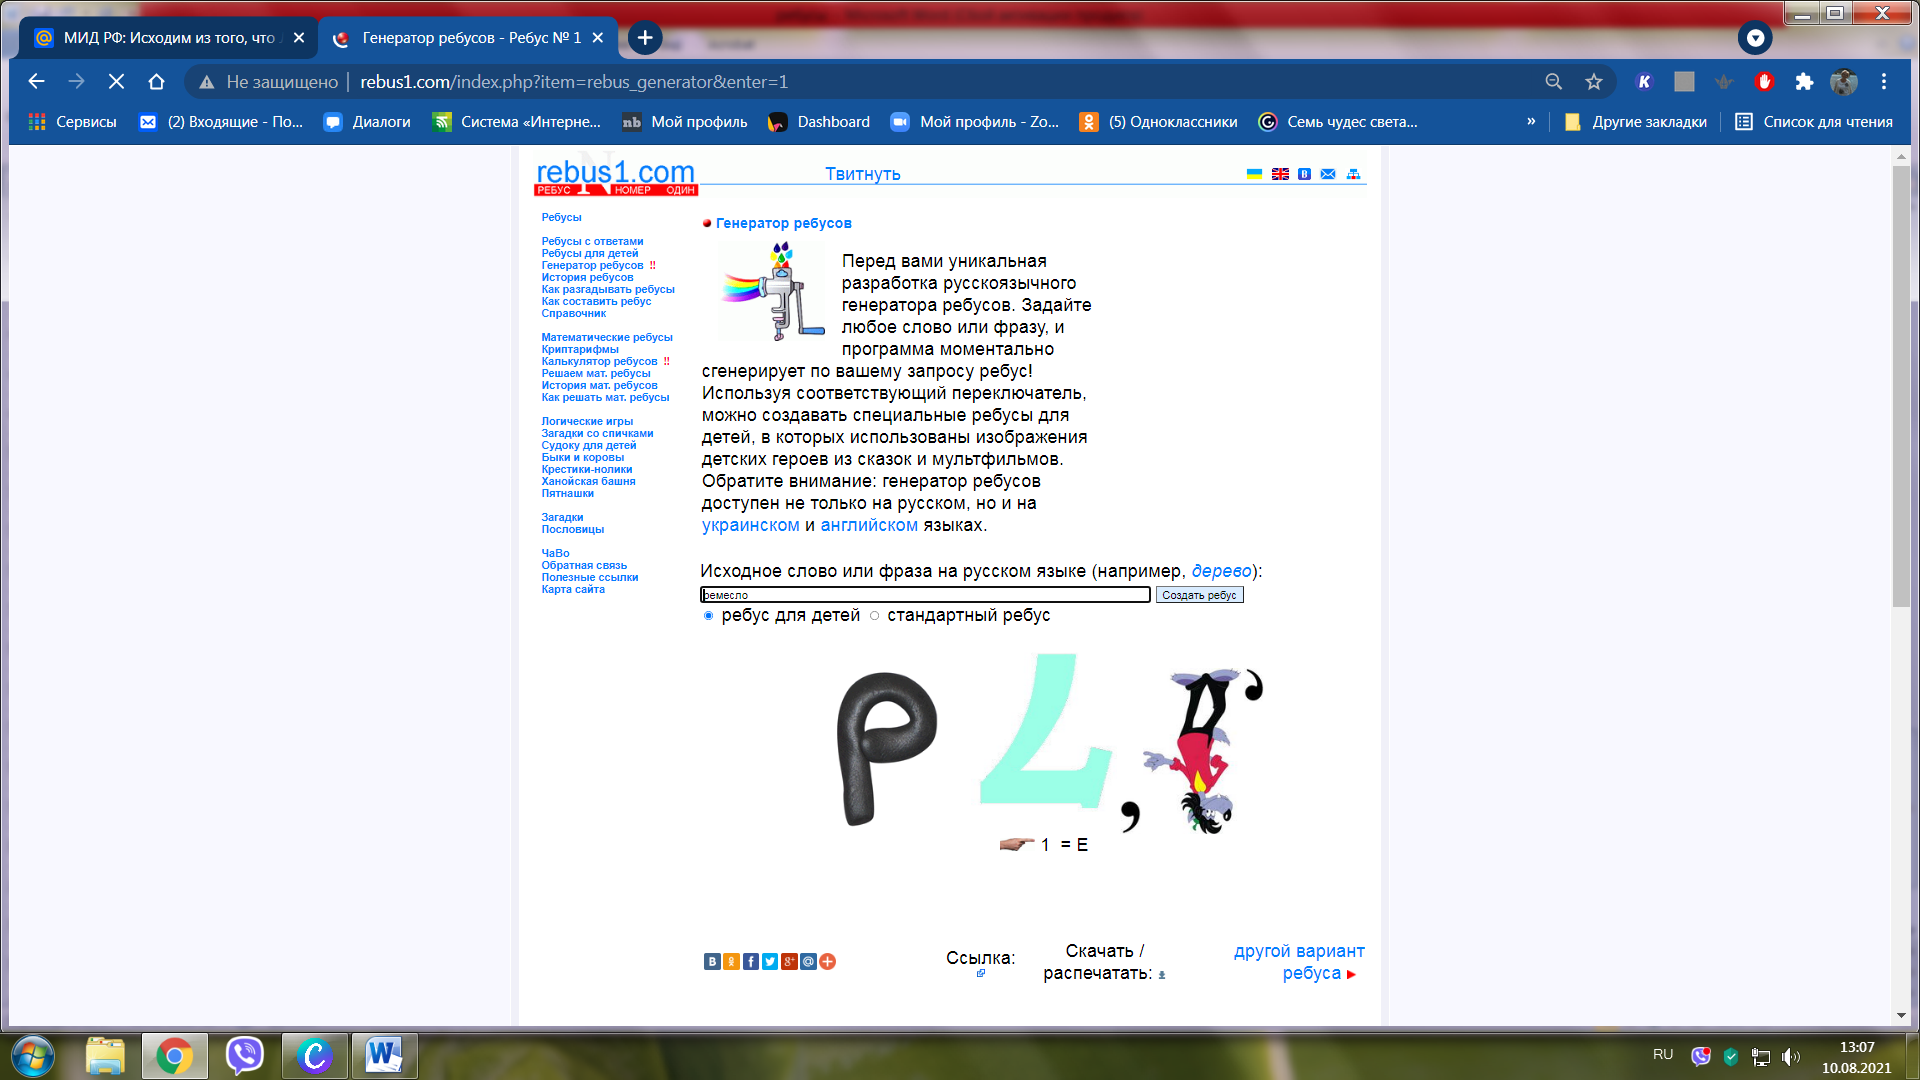 МИД РФ: Исходим из того, что
Генератор ребусов - Ребус № 1
Не защищено
rebus1.com/index.php?item=rebus_generator&enter=1
Сервисы
(2) Входящие - По...
Диалоги
Система «Интерне...
nb Мой профиль
Dashboard
Мой профиль - Zo...
(5) Одноклассники
Семь чудес света...
»
Другие закладки
Список для чтения
rebus1.com
РЕБУС НОМЕР ОДИН
Твитнуть
Ребусы
Ребусы с ответами
Ребусы для детей
Генератор ребусов !!
История ребусов
Как разгадывать ребусы
Как составить ребус
Справочник
Математические ребусы
Криптарифмы
Калькулятор ребусов !!
Решаем мат. ребусы
История мат. ребусов
Как решать мат. ребусы
Логические игры
Загадки со спичками
Судоку для детей
Быки и коровы
Крестики-нолики
Ханойская башня
Пятнашки
Загадки
Пословицы
ЧаВо
Обратная связь
Полезные ссылки
Карта сайта
Генератор ребусов
Перед вами уникальная
разработка русскоязычного
генератора ребусов. Задайте
любое слово или фразу, и
программа моментально
сгенерирует по вашему запросу ребус!
Используя соответствующий переключатель,
можно создавать специальные ребусы для
детей, в которых использованы изображения
детских героев из сказок и мультфильмов.
Обратите внимание: генератор ребусов
доступен не только на русском, но и на
украинском и английском языках.
Исходное слово или фраза на русском языке (например, дерево):
ремесло
Создать ребус
ребус для детей стандартный ребус
Р 7 , ,
1 = Е
Ссылка:
Скачать /
распечатать:
другой вариант
ребуса
RU
13:07
10.08.2021